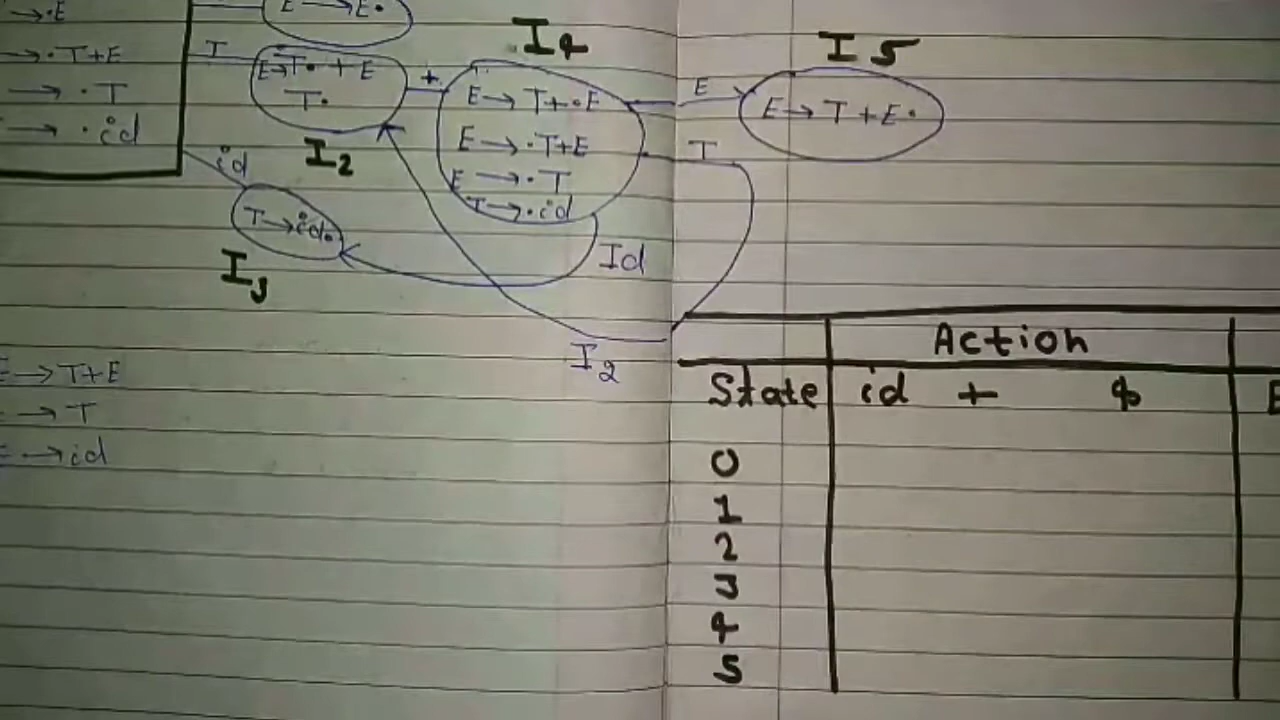 →.E
E→E•
→·T+E
→·T
→·id
T
E→T•+E
T•
I2
+
I4
E→T+·E
E→·T+E
E→·T
T→·id
E
I5
E→T+E•
T
id
T→id•
I3
Id
I2
E→T+E
→T
E→id
Action
State id + $ E
0
1
2
3
4
5